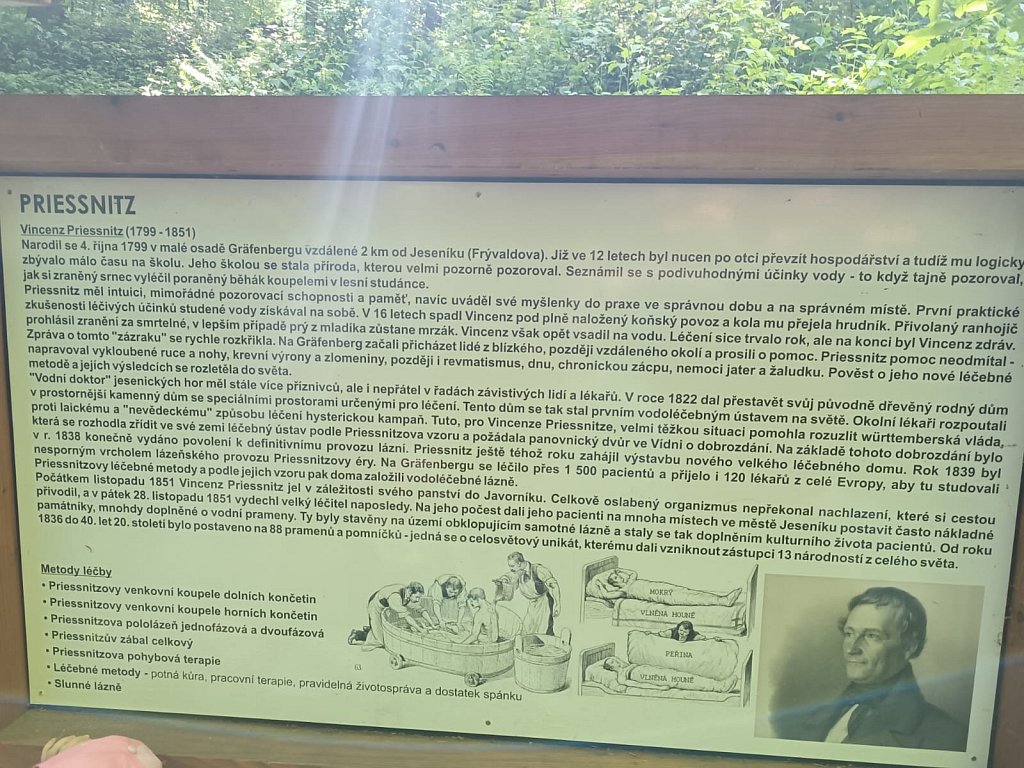 PRIESSNITZ
Vincenz Priessnitz (1799 - 1851)
Narodil se 4. října 1799 v malé osadě Gräfenbergu vzdálené 2 km od Jeseníku (Frývaldova). Již ve 12 letech byl nucen po otci převzít hospodářství a tudíž mu logicky
zbývalo málo času na školu. Jeho školou se stala příroda, kterou velmi pozorně pozoroval. Seznámil se s podivuhodnými účinky vody - to když tajně pozoroval,
jak si zraněný srnec vyléčil poraněný běhák koupelemi v lesní studánce.
Priessnitz měl intuici, mimořádné pozorovací schopnosti a paměť, navíc uváděl své myšlenky do praxe ve správnou dobu a na správném místě. První praktické
zkušenosti léčivých účinků studené vody získával na sobě. V 16 letech spadl Vincenz pod plně naložený koňský povoz a kola mu přejela hrudník. Přivolaný ranhojič
prohlásil zranění za smrtelné, v lepším případě prý z mladíka zůstane mrzák. Vincenz však opět vsadil na vodu. Léčení sice trvalo rok, ale na konci byl Vincenz zdráv.
Zpráva o tomto "zázraku" se rychle rozkřikla. Na Gräfenberg začali přicházet lidé z blízkého, později vzdáleného okolí a prosili o pomoc. Priessnitz pomoc neodmítal -
napravoval vykloubené ruce a nohy, krevní výrony a zlomeniny, později i revmatismus, dnu, chronickou zácpu, nemoci jater a žaludku. Pověst o jeho nové léčebné
metodě a jejích výsledcích se rozletěla do světa.
"Vodní doktor" jesenických hor měl stále více příznivců, ale i nepřátel v řadách závistivých lidí a lékařů. V roce 1822 dal přestavět svůj původně dřevěný rodný dům
v prostornější kamenný dům se speciálními prostorami určenými pro léčení. Tento dům se tak stal prvním vodoléčebným ústavem na světě. Okolní lékaři rozpoutali
proti laickému a "nevědeckému" způsobu léčení hysterickou kampaň. Tuto, pro Vincenze Priessnitze, velmi těžkou situaci pomohla rozuzlit württemberská vláda,
která se rozhodla zřídit ve své zemi léčebný ústav podle Priessnitzova vzoru a požádala panovnický dvůr ve Vídni o dobrozdání. Na základě tohoto dobrozdání bylo
v r. 1838 konečně vydáno povolení k definitivnímu provozu lázní. Priessnitz ještě téhož roku zahájil výstavbu nového velkého léčebného domu. Rok 1839 byl
nesporným vrcholem lázeňského provozu Priessnitzovy éry. Na Gräfenbergu se léčilo přes 1 500 pacientů a přijelo i 120 lékařů z celé Evropy, aby tu studovali
Priessnitzovy léčebné metody a podle jejich vzoru pak doma založili vodoléčebné lázně.
Počátkem listopadu 1851 Vincenz Priessnitz jel v záležitosti svého panství do Javorníku. Celkově oslabený organizmus nepřekonal nachlazení, které si cestou
přivodil, a v pátek 28. listopadu 1851 vydechl velký léčitel naposledy. Na jeho počest dali jeho pacienti na mnoha místech ve městě Jeseníku postavit často nákladné
památníky, mnohdy doplněné o vodní prameny. Ty byly stavěny na území obklopujícím samotné lázně a staly se tak doplněním kulturního života pacientů. Od roku
1836 do 40. let 20. století bylo postaveno na 88 pramenů a pomníčků - jedná se o celosvětový unikát, kterému dali vzniknout zástupci 13 národností z celého světa.
Metody léčby
• Priessnitzovy venkovní koupele dolních končetin
• Priessnitzovy venkovní koupele horních končetin
• Priessnitzova pololázeň jednofázová a dvoufázová
• Priessnitzův zábal celkový
• Priessnitzova pohybová terapie
• Léčebné metody - potná kúra, pracovní terapie, pravidelná životospráva a dostatek spánku
• Slunné lázně
63
MOKRÝ
VLNĚNÁ HOUNĚ
PEŘINA
VLNĚNÁ HOUNĚ